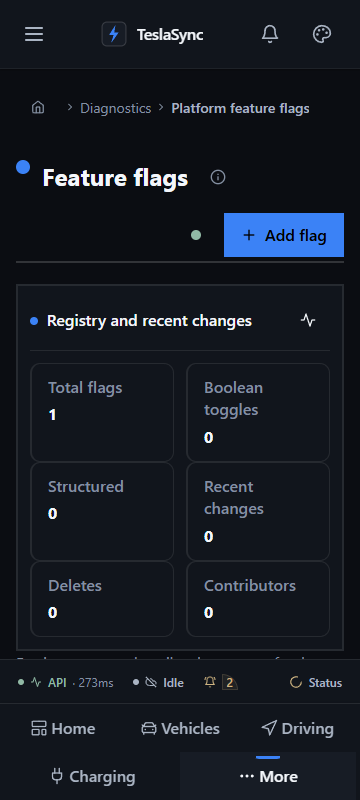 TeslaSync
Diagnostics Platform feature flags
Feature flags
+ Add flag
Registry and recent changes
Total flags
1
Boolean
toggles
0
Structured
0
Recent
changes
0
Deletes
0
Contributors
0
API · 273ms Idle 2 Status
Home Vehicles Driving
Charging ··· More